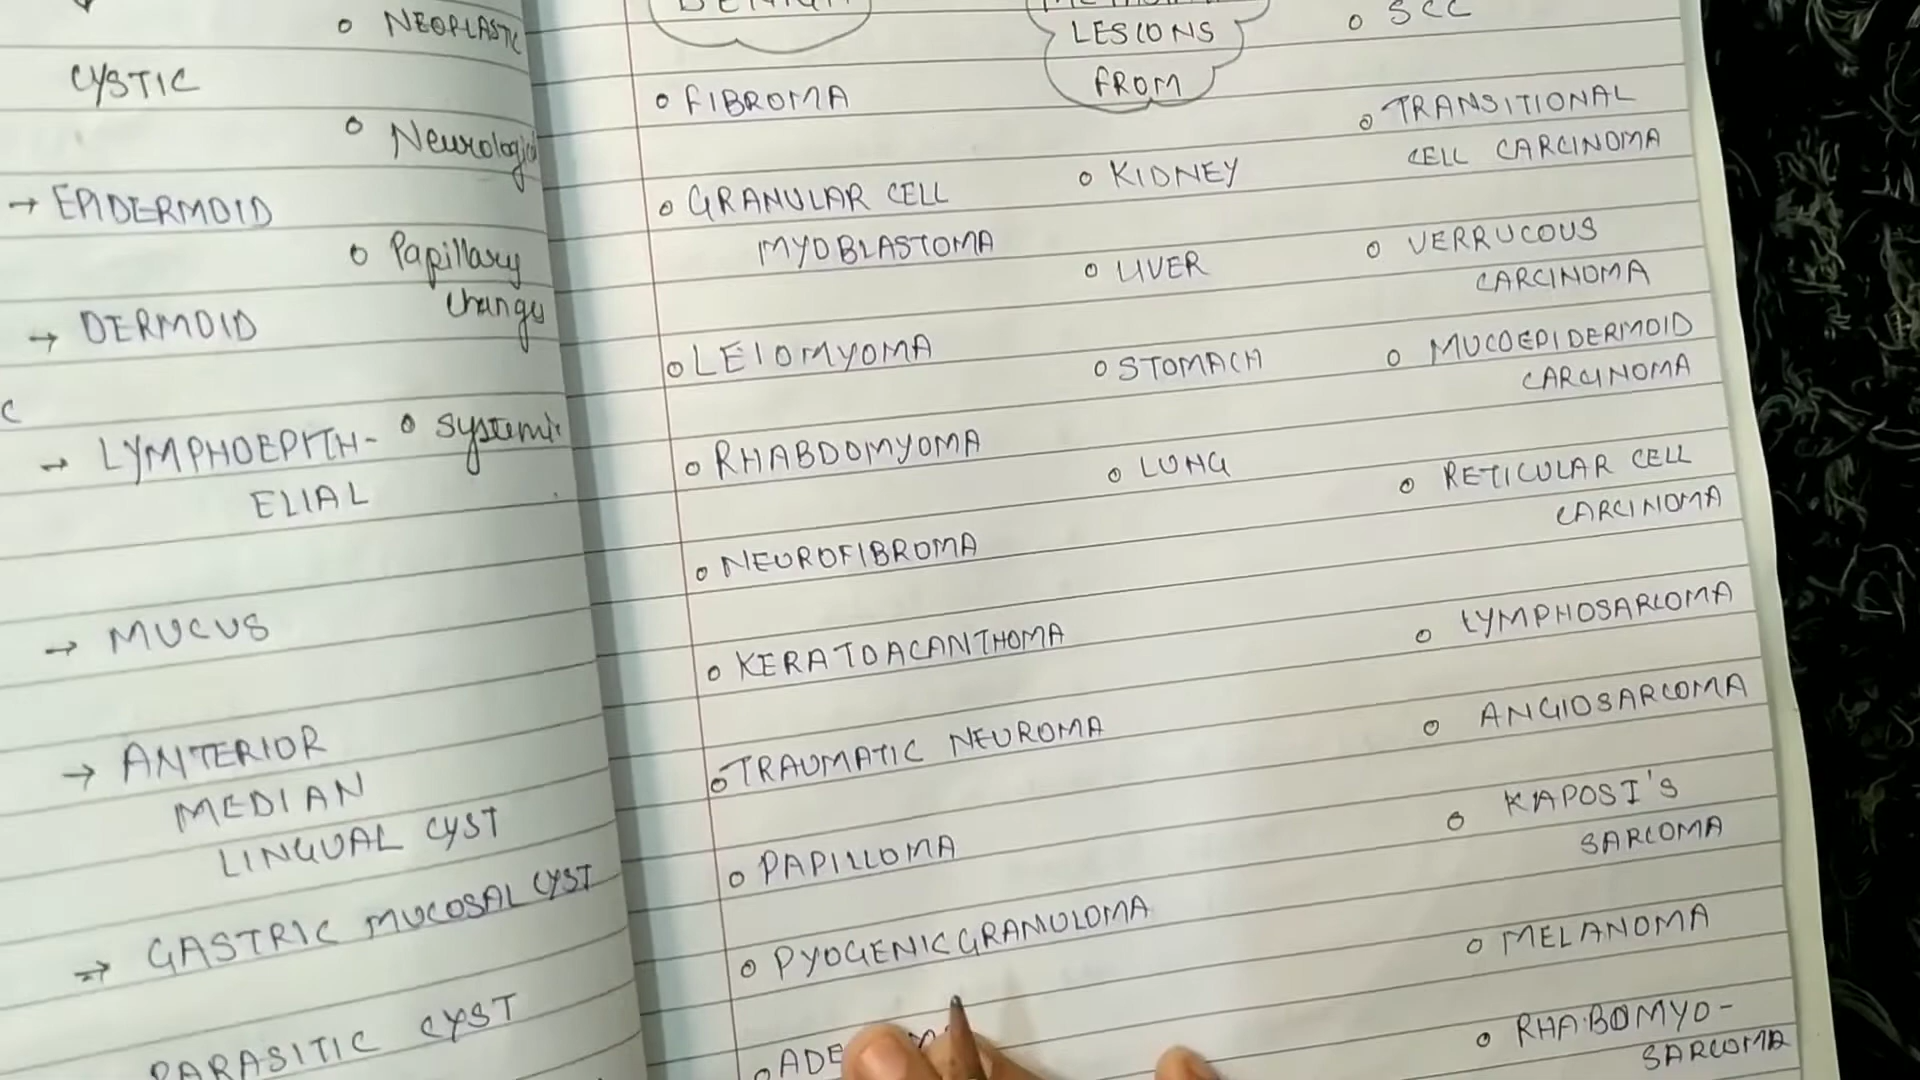 NEOPLASTIC
CYSTIC
Neurologic
→ EPIDERMOID
Papillary
changes
→ DERMOID
→ LYMPHOEPITH-
ELIAL
Systemic
→ MUCUS
→ ANTERIOR
MEDIAN
LINGUAL CYST
→ GASTRIC MUCOSAL CYST
PARASITIC CYST
FIBROMA
GRANULAR CELL
MYOBLASTOMA
LEIOMYOMA
RHABDOMYOMA
NEUROFIBROMA
KERATOACANTHOMA
TRAUMATIC NEUROMA
PAPILLOMA
PYOGENIC GRANULOMA
LESIONS
FROM
KIDNEY
LIVER
STOMACH
LUNG
SCC
TRANSITIONAL
CELL CARCINOMA
VERRUCOUS
CARCINOMA
MUCOEPIDERMOID
CARCINOMA
RETICULAR CELL
CARCINOMA
LYMPHOSARCOMA
ANGIOSARCOMA
KAPOSI'S
SARCOMA
MELANOMA
RHABOMYO-
SARCOMA